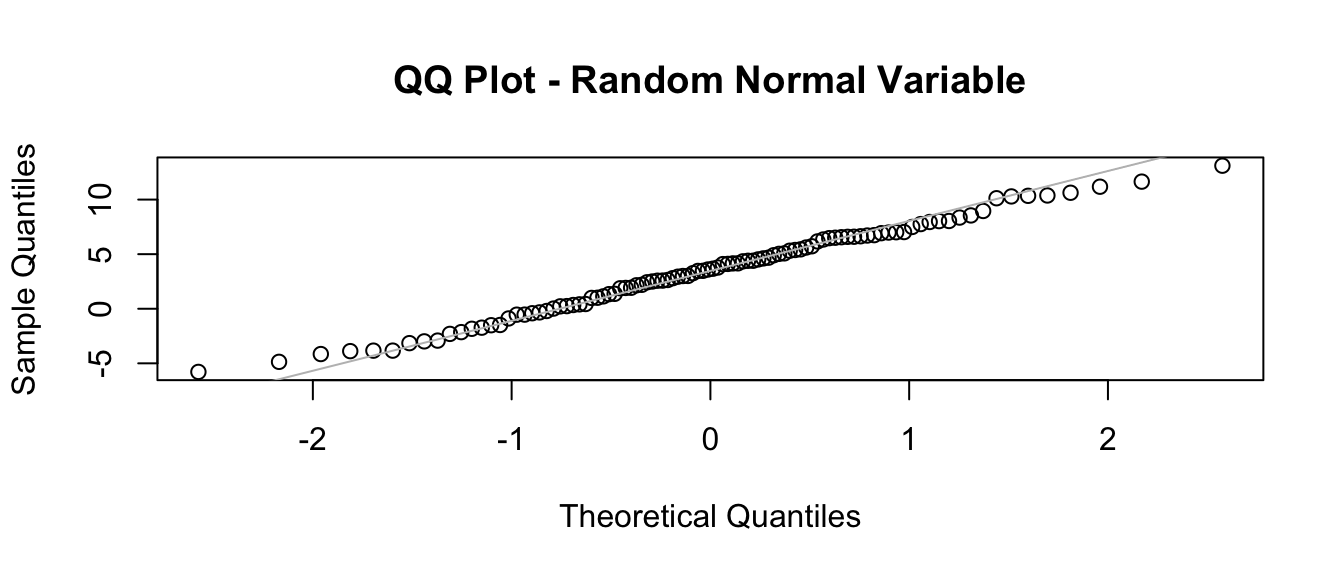 QQ Plot - Random Normal Variable
Sample Quantiles
10
5
0
-5
-2 -1 0 1 2
Theoretical Quantiles